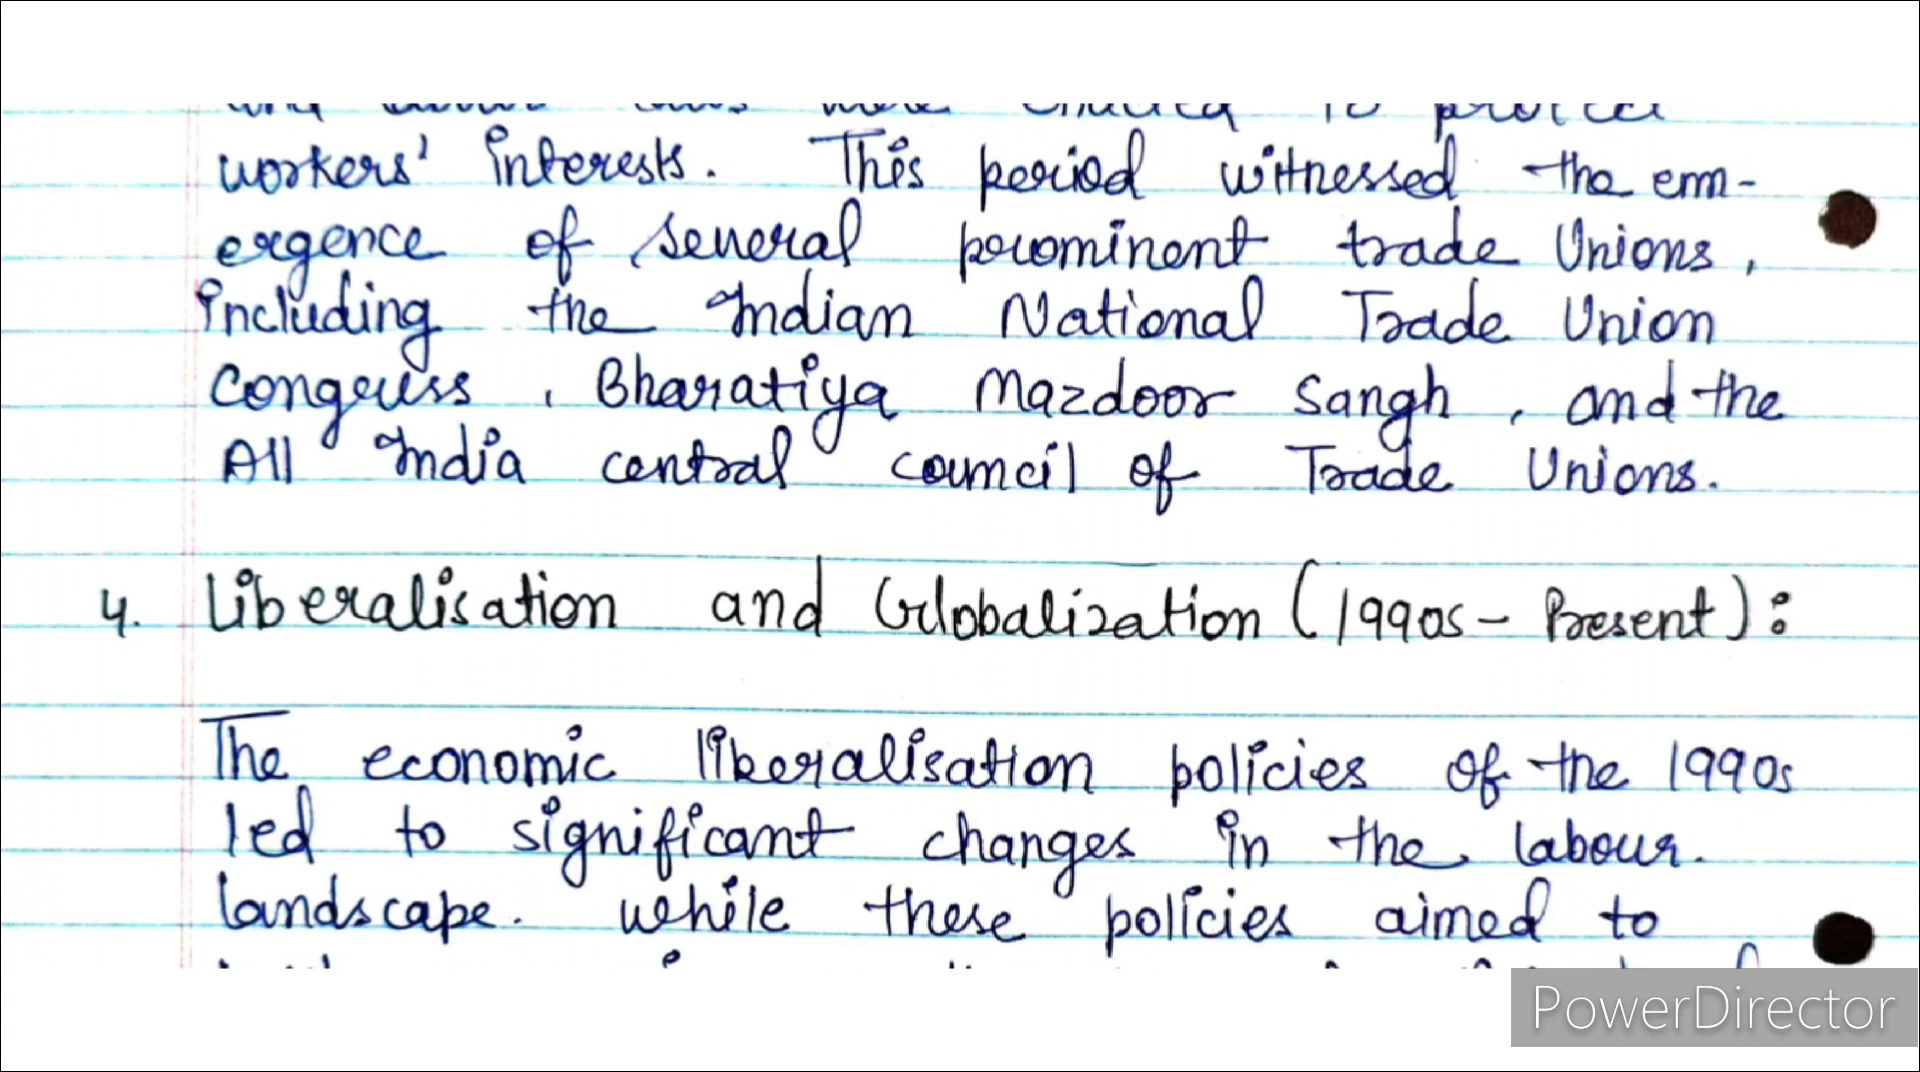 workers' interests. This period witnessed the em-
ergence of several prominent trade Unions,
including the Indian National Trade Union
Congress, Bharatiya Mazdoor Sangh, and the
All India central council of Trade Unions.
4. Liberalisation and Globalization (1990s - Present):
The economic liberalisation policies of the 1990s
led to significant changes in the labour.
landscape. while these policies aimed to
PowerDirector